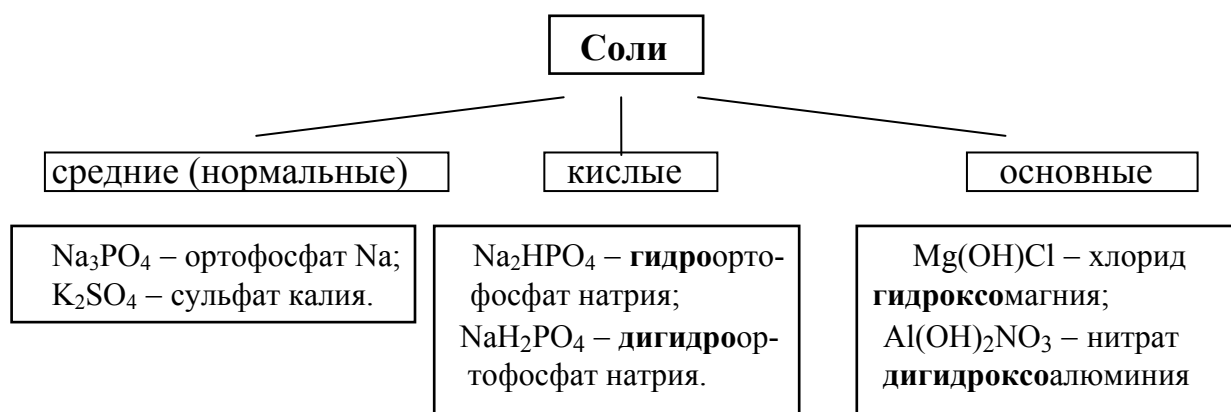 Соли
средние (нормальные)
кислые
основные
Na₃PO₄ – ортофосфат Na;
K₂SO₄ – сульфат калия.
Na₂HPO₄ – гидроорто-
фосфат натрия;
NaH₂PO₄ – дигидроор-
тофосфат натрия.
Mg(OH)Cl – хлорид
гидроксомагния;
Al(OH)₂NO₃ – нитрат
дигидроксоалюминия